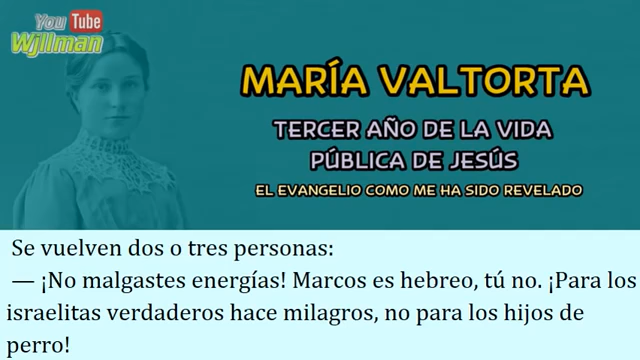 You Tube
Wjllman
MARÍA VALTORTA
TERCER AÑO DE LA VIDA
PÚBLICA DE JESÚS
EL EVANGELIO COMO ME HA SIDO REVELADO
Se vuelven dos o tres personas:
— ¡No malgastes energías! Marcos es hebreo, tú no. ¡Para los
israelitas verdaderos hace milagros, no para los hijos de
perro!